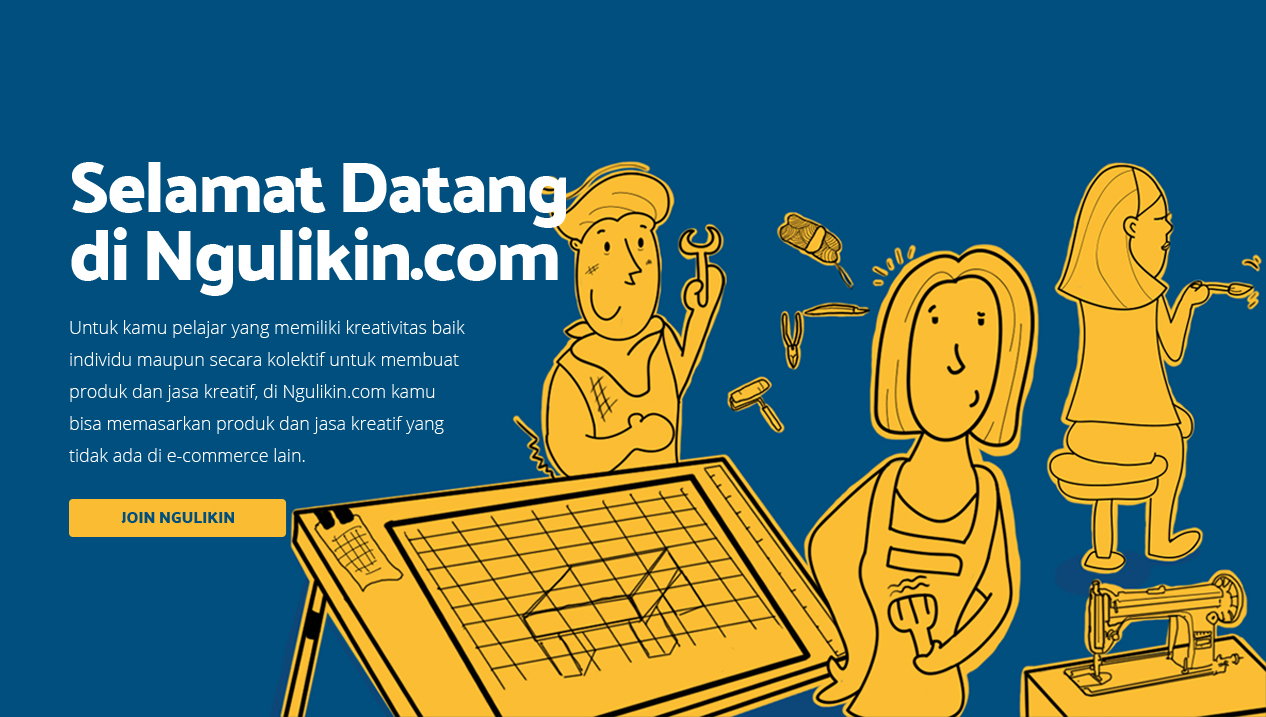 Selamat Datang
di Ngulikin.com
Untuk kamu pelajar yang memiliki kreativitas baik
individu maupun secara kolektif untuk membuat
produk dan jasa kreatif, di Ngulikin.com kamu
bisa memasarkan produk dan jasa kreatif yang
tidak ada di e-commerce lain.
JOIN NGULIKIN